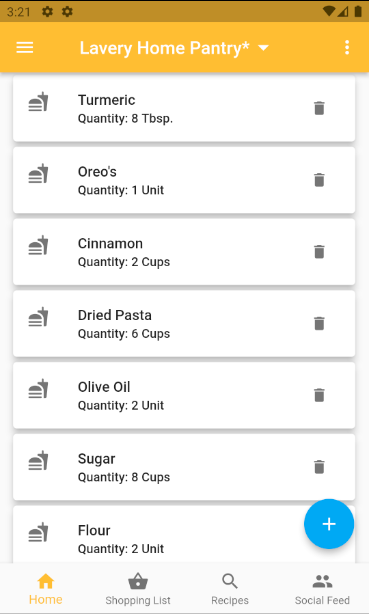 3:21
Lavery Home Pantry*
Turmeric
Quantity: 8 Tbsp.
Oreo's
Quantity: 1 Unit
Cinnamon
Quantity: 2 Cups
Dried Pasta
Quantity: 6 Cups
Olive Oil
Quantity: 2 Unit
Sugar
Quantity: 8 Cups
Flour
Quantity: 2 Unit
Home
Shopping List
Recipes
Social Feed